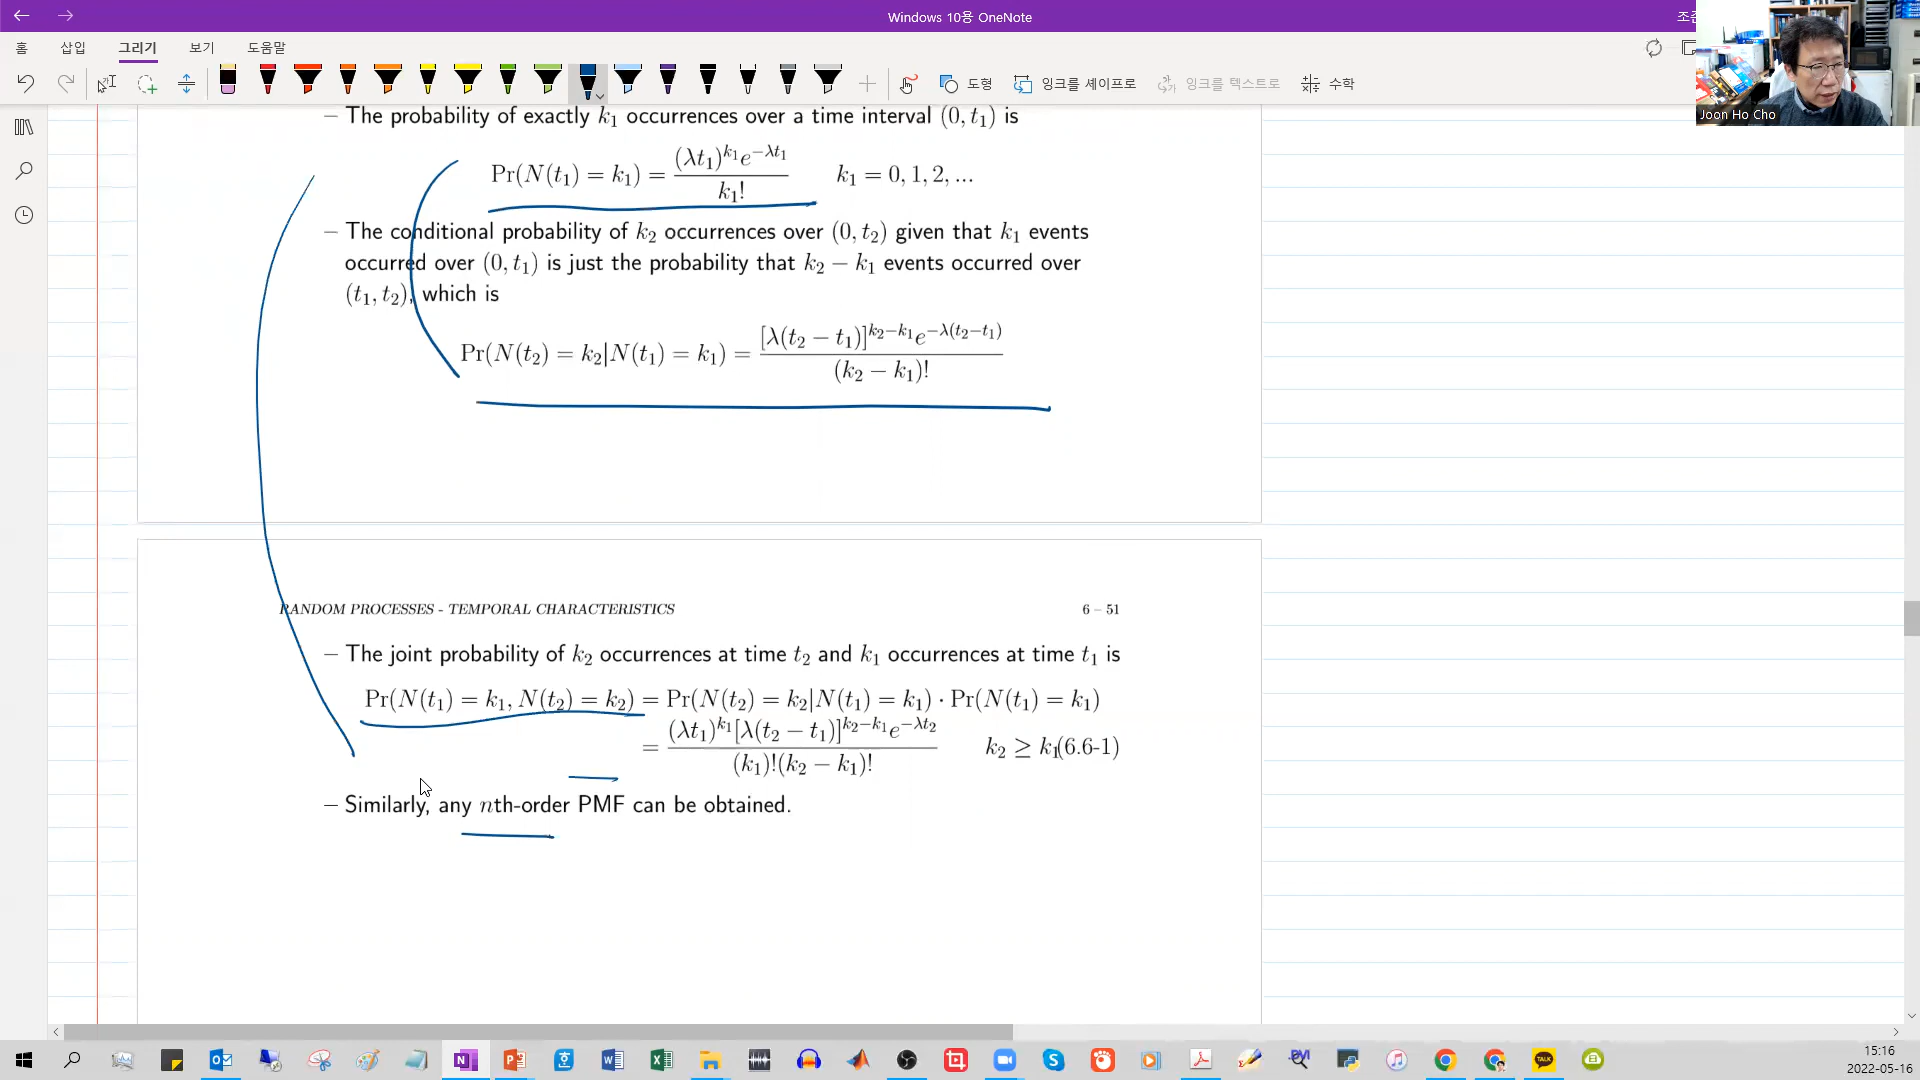 Windows 10용 OneNote
홈 삽입 그리기 보기 도움말
도형 잉크를 셰이프로 잉크를 텍스트로 수학
Joon Ho Cho
– The probability of exactly k₁ occurrences over a time interval (0, t₁) is
Pr(N(t₁) = k₁) = (λt₁)^{k₁}e^{−λt₁} / k₁!   k₁ = 0, 1, 2, ...
– The conditional probability of k₂ occurrences over (0, t₂) given that k₁ events
occurred over (0, t₁) is just the probability that k₂ − k₁ events occurred over
(t₁, t₂), which is
Pr(N(t₂) = k₂|N(t₁) = k₁) = [λ(t₂ − t₁)]^{k₂−k₁}e^{−λ(t₂−t₁)} / (k₂ − k₁)!
RANDOM PROCESSES - TEMPORAL CHARACTERISTICS 6 – 51
– The joint probability of k₂ occurrences at time t₂ and k₁ occurrences at time t₁ is
Pr(N(t₁) = k₁, N(t₂) = k₂) = Pr(N(t₂) = k₂|N(t₁) = k₁) · Pr(N(t₁) = k₁)
= (λt₁)^{k₁}[λ(t₂ − t₁)]^{k₂−k₁}e^{−λt₂} / (k₁)!(k₂ − k₁)!   k₂ ≥ k₁(6.6-1)
– Similarly, any nth-order PMF can be obtained.
15:16
2022-05-16